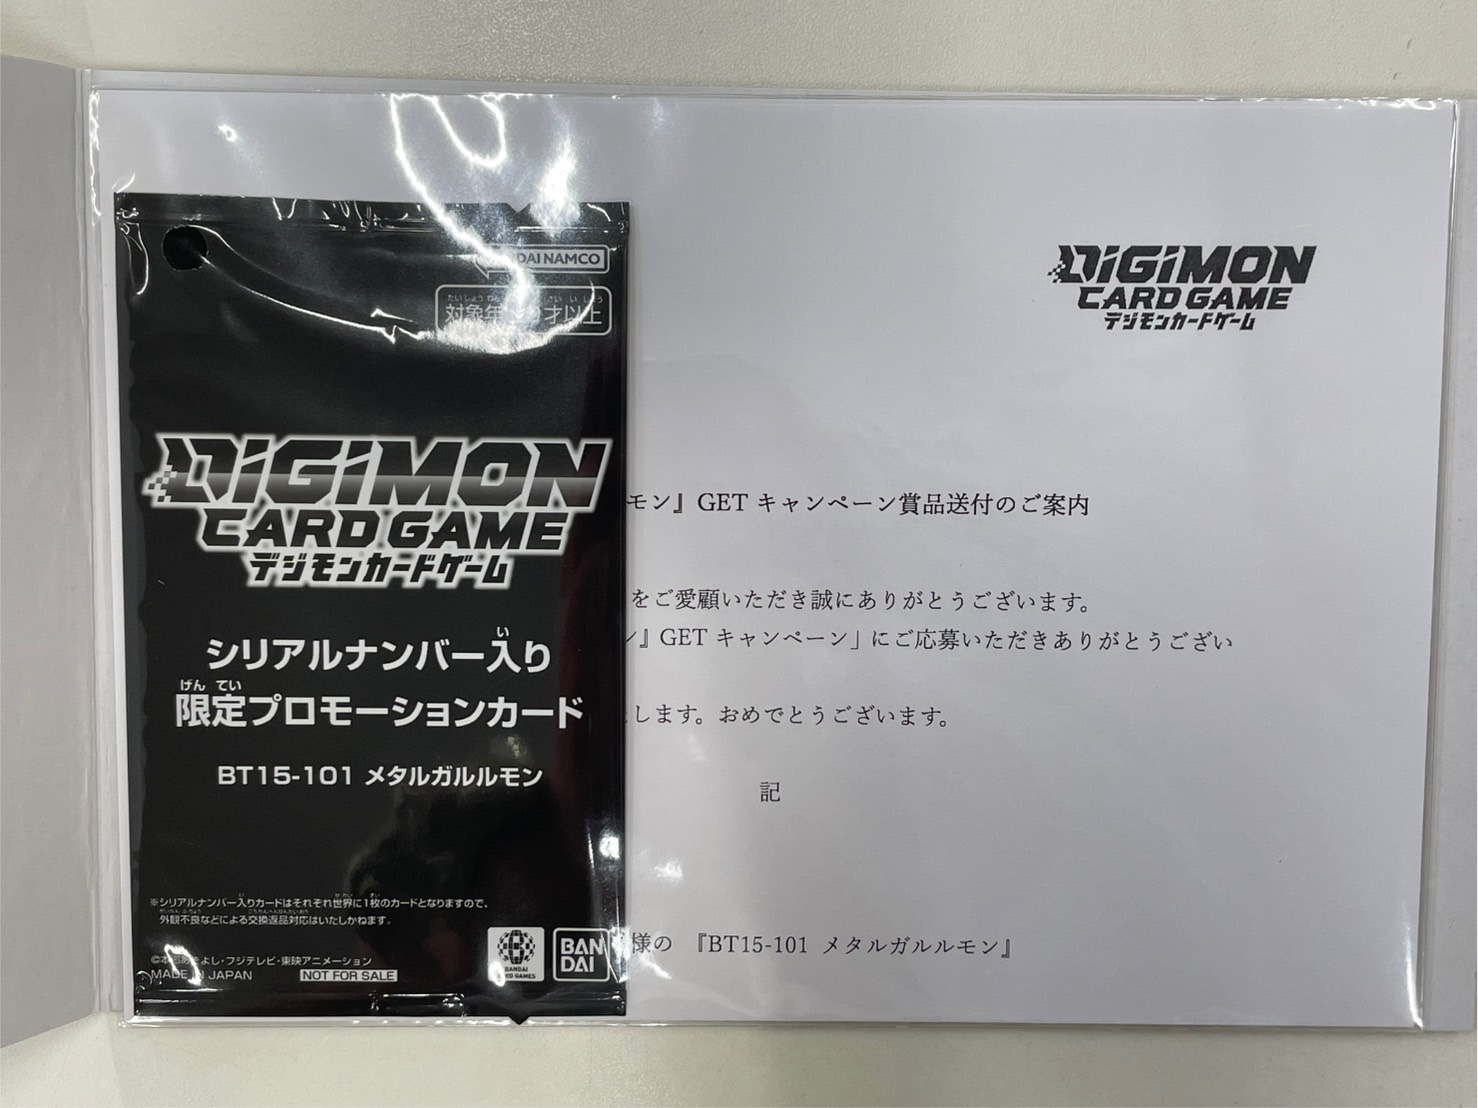 BANDAI NAMCO
対象年齢9才以上
DiGiMON
CARD GAME
デジモンカードゲーム
シリアルナンバー入り
限定プロモーションカード
BT15-101 メタルガルルモン
※シリアルナンバー入りカードはそれぞれ世界に1枚のカードとなりますので、
外観不良などによる交換返品対応はいたしかねます。
©本郷あきよし・フジテレビ・東映アニメーション
MADE IN JAPAN NOT FOR SALE
BANDAI
CARD GAMES
BAN
DAI
DiGiMON
CARD GAME
デジモンカードゲーム
モン』GET キャンペーン賞品送付のご案内
をご愛顧いただき誠にありがとうございます。
』GET キャンペーン」にご応募いただきありがとうござい
します。おめでとうございます。
記
様の 『BT15-101 メタルガルルモン』